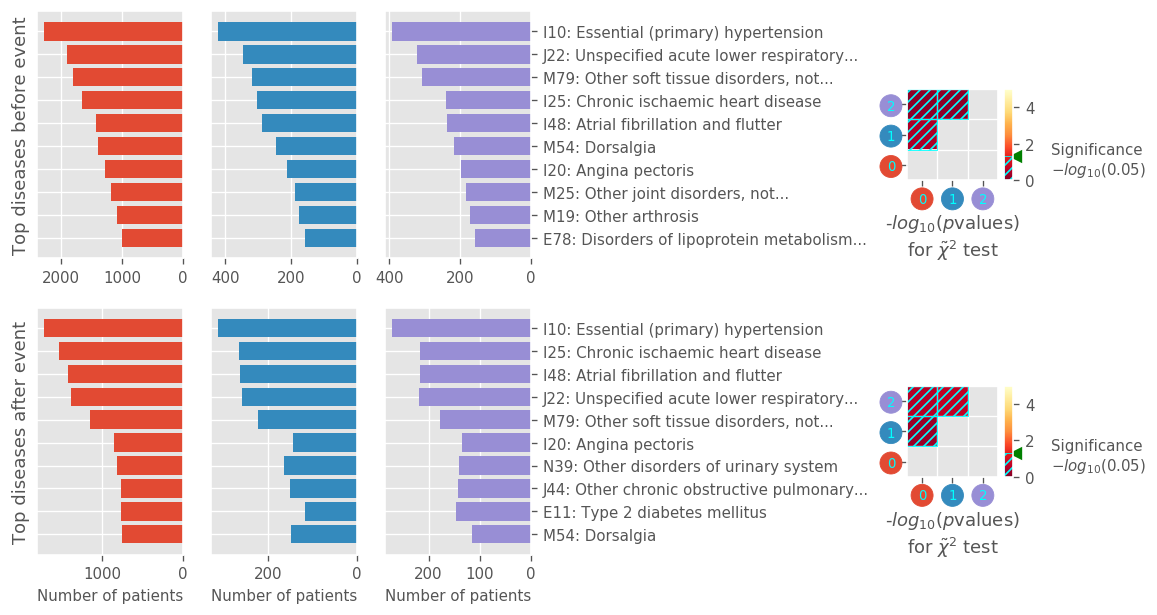 Top diseases before event
I10: Essential (primary) hypertension
J22: Unspecified acute lower respiratory...
M79: Other soft tissue disorders, not...
I25: Chronic ischaemic heart disease
I48: Atrial fibrillation and flutter
M54: Dorsalgia
I20: Angina pectoris
M25: Other joint disorders, not...
M19: Other arthrosis
E78: Disorders of lipoprotein metabolism...
2000 1000 0
400 200 0
400 200 0
2
1
0
0 1 2
4
2
0
Significance
−log10(0.05)
-log10(pvalues)
for χ̃² test
Top diseases after event
I10: Essential (primary) hypertension
I25: Chronic ischaemic heart disease
I48: Atrial fibrillation and flutter
J22: Unspecified acute lower respiratory...
M79: Other soft tissue disorders, not...
I20: Angina pectoris
N39: Other disorders of urinary system
J44: Other chronic obstructive pulmonary...
E11: Type 2 diabetes mellitus
M54: Dorsalgia
1000 0
200 0
200 100 0
Number of patients
Number of patients
Number of patients
2
1
0
0 1 2
4
2
0
Significance
−log10(0.05)
-log10(pvalues)
for χ̃² test